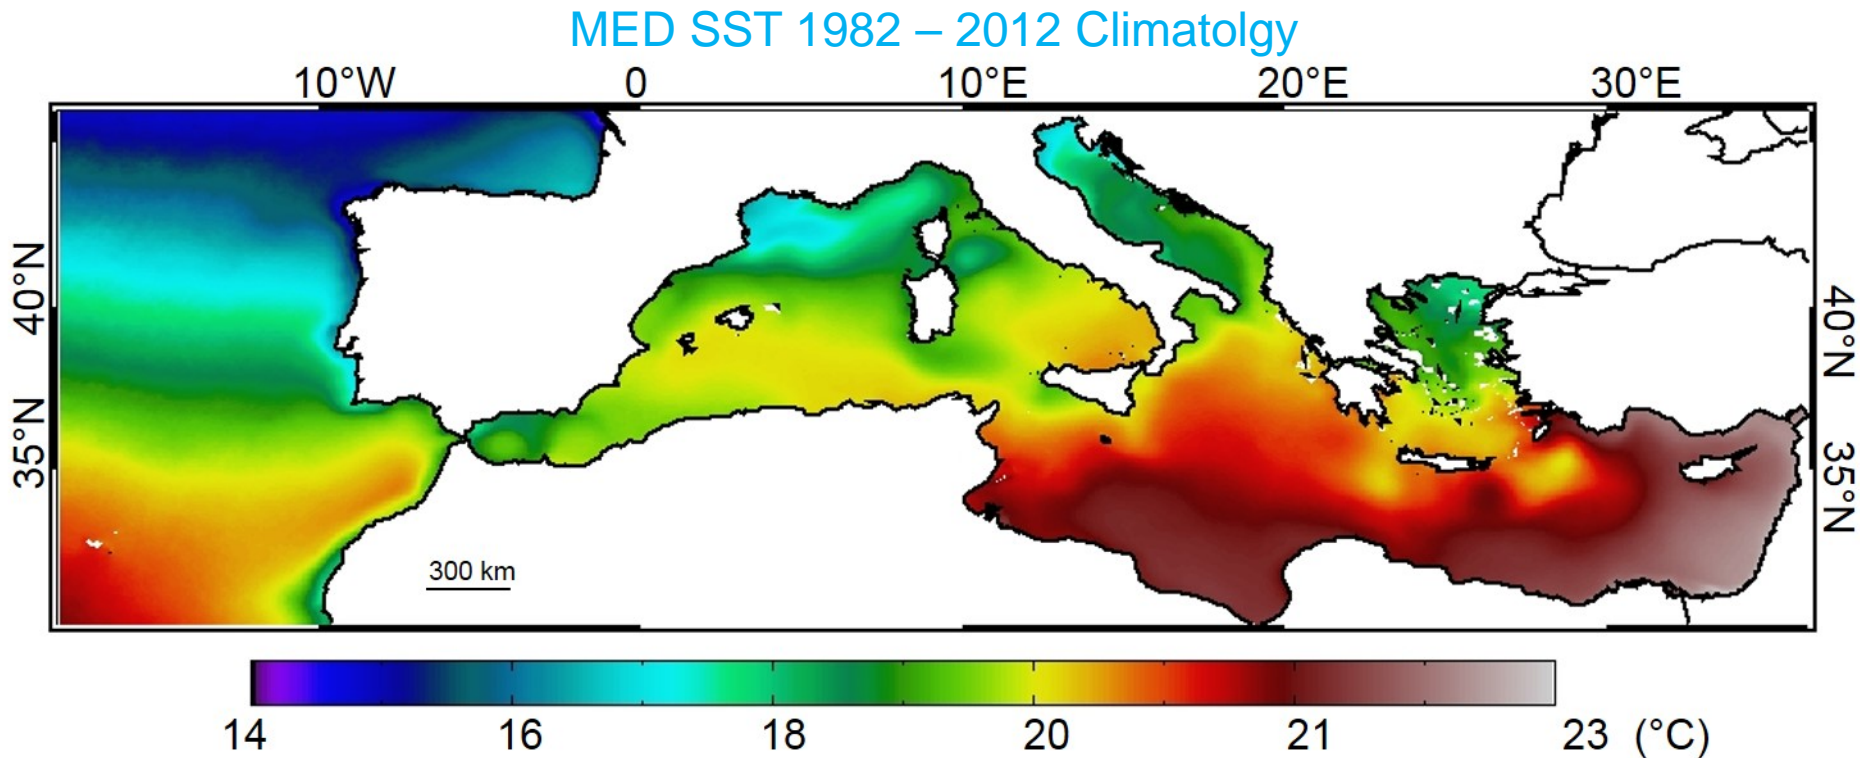 MED SST 1982 – 2012 Climatolgy
10°W 0 10°E 20°E 30°E
40°N 40°N
35°N 35°N
300 km
14 16 18 20 21 23 (°C)